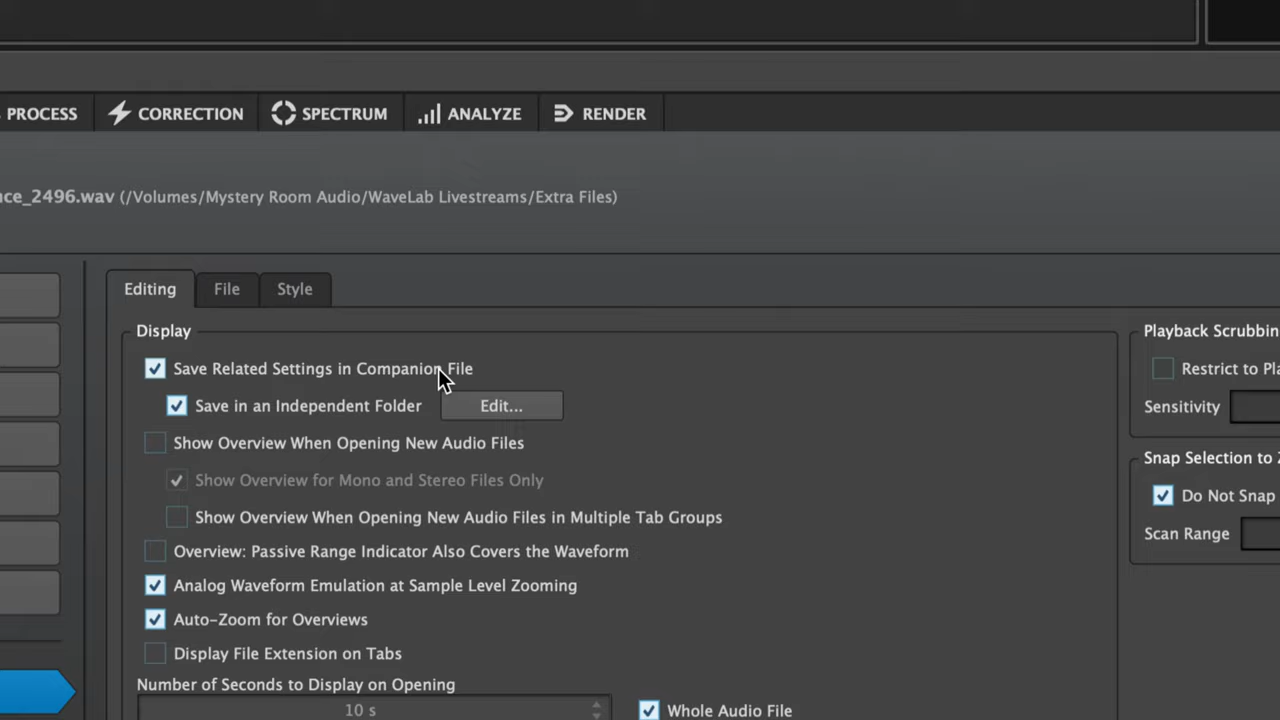 PROCESS CORRECTION SPECTRUM ANALYZE RENDER
ce_2496.wav (/Volumes/Mystery Room Audio/WaveLab Livestreams/Extra Files)
Editing File Style
Display
Save Related Settings in Companion File
Save in an Independent Folder Edit...
Show Overview When Opening New Audio Files
Show Overview for Mono and Stereo Files Only
Show Overview When Opening New Audio Files in Multiple Tab Groups
Overview: Passive Range Indicator Also Covers the Waveform
Analog Waveform Emulation at Sample Level Zooming
Auto-Zoom for Overviews
Display File Extension on Tabs
Number of Seconds to Display on Opening
10 s Whole Audio File
Playback Scrubbin
Restrict to Pla
Sensitivity
Snap Selection to Z
Do Not Snap
Scan Range